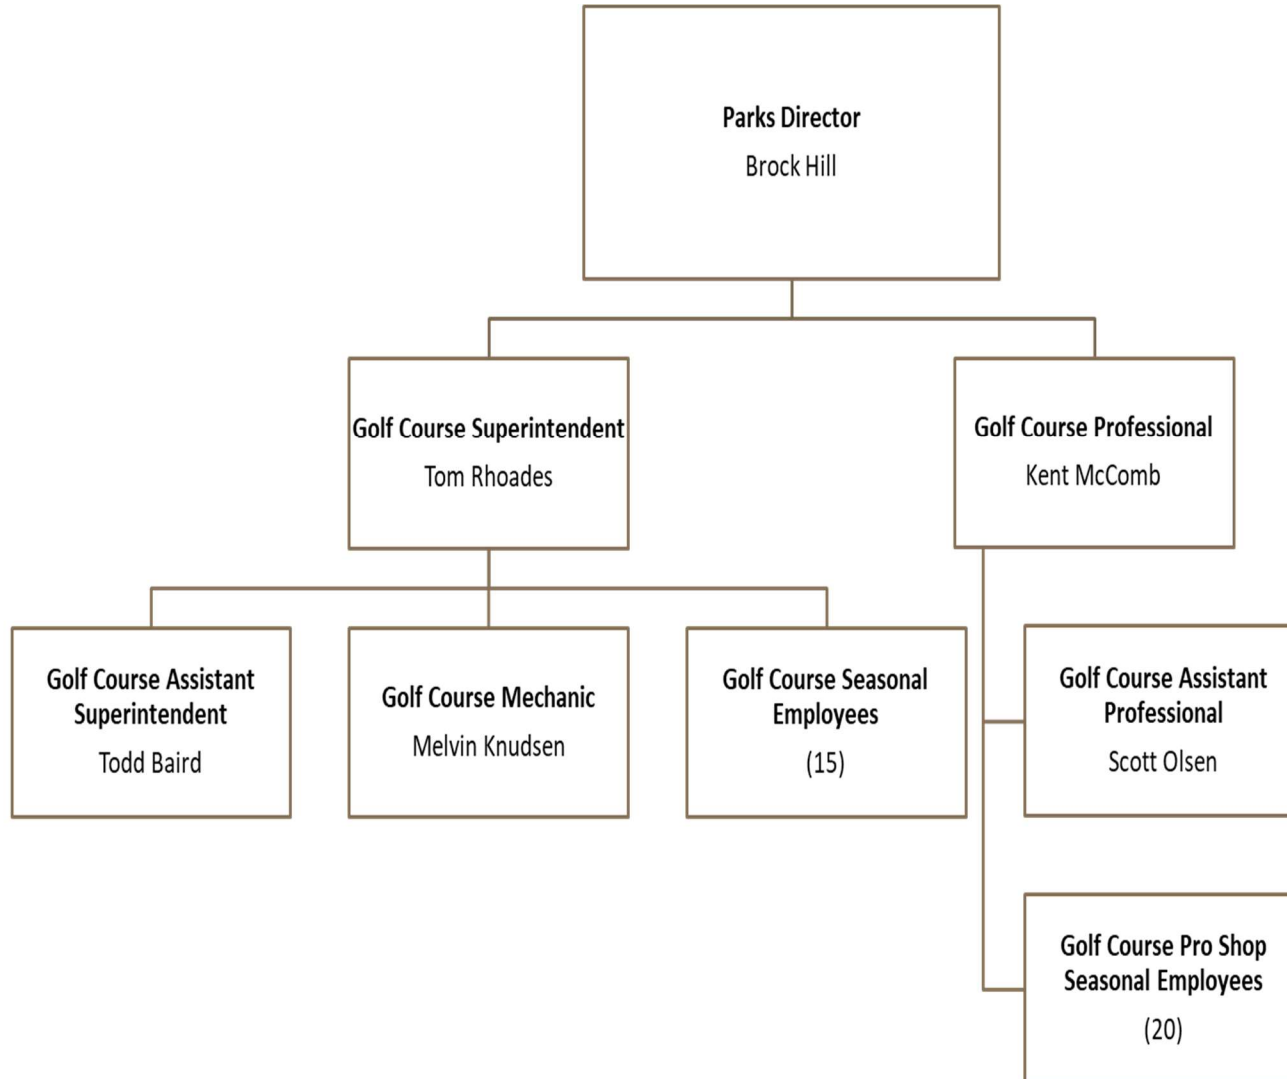 Parks Director
Brock Hill
Golf Course Superintendent
Tom Rhoades
Golf Course Professional
Kent McComb
Golf Course Assistant
Superintendent
Todd Baird
Golf Course Mechanic
Melvin Knudsen
Golf Course Seasonal
Employees
(15)
Golf Course Assistant
Professional
Scott Olsen
Golf Course Pro Shop
Seasonal Employees
(20)